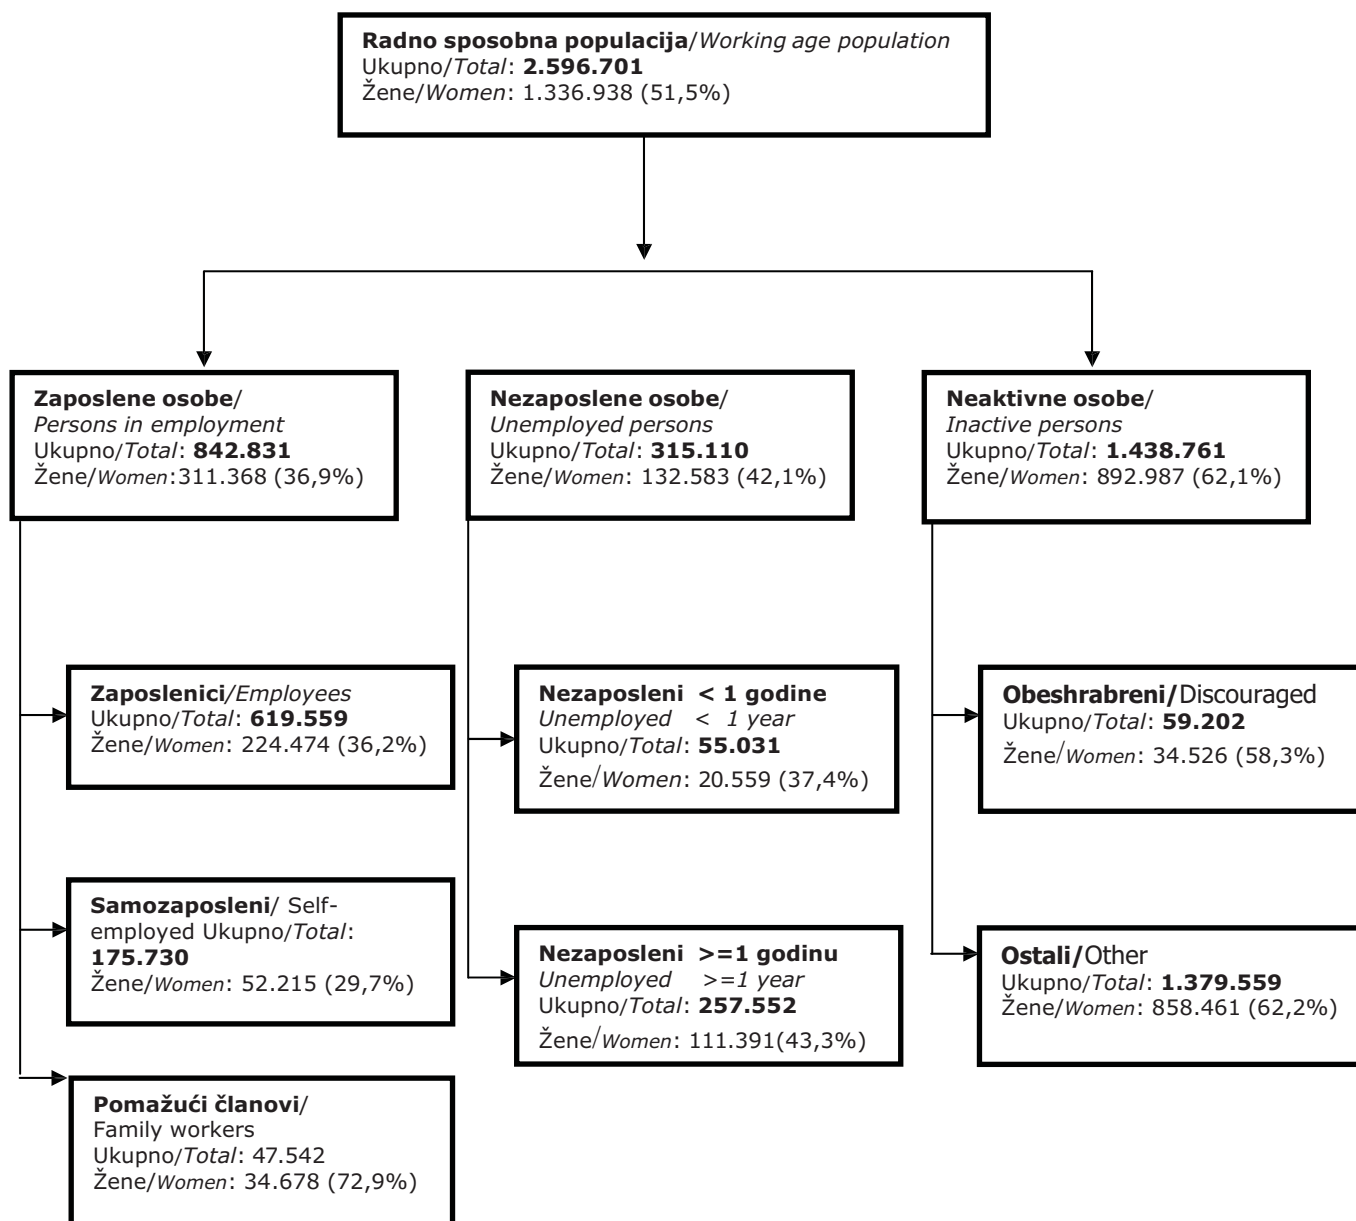 Radno sposobna populacija/Working age population
Ukupno/Total: 2.596.701
Žene/Women: 1.336.938 (51,5%)
Zaposlene osobe/
Persons in employment
Ukupno/Total: 842.831
Žene/Women:311.368 (36,9%)
Nezaposlene osobe/
Unemployed persons
Ukupno/Total: 315.110
Žene/Women: 132.583 (42,1%)
Neaktivne osobe/
Inactive persons
Ukupno/Total: 1.438.761
Žene/Women: 892.987 (62,1%)
Zaposlenici/Employees
Ukupno/Total: 619.559
Žene/Women: 224.474 (36,2%)
Nezaposleni < 1 godine
Unemployed < 1 year
Ukupno/Total: 55.031
Žene/Women: 20.559 (37,4%)
Obeshrabreni/Discouraged
Ukupno/Total: 59.202
Žene/Women: 34.526 (58,3%)
Samozaposleni/ Self-
employed Ukupno/Total:
175.730
Žene/Women: 52.215 (29,7%)
Nezaposleni >=1 godinu
Unemployed >=1 year
Ukupno/Total: 257.552
Žene/Women: 111.391(43,3%)
Ostali/Other
Ukupno/Total: 1.379.559
Žene/Women: 858.461 (62,2%)
Pomažući članovi/
Family workers
Ukupno/Total: 47.542
Žene/Women: 34.678 (72,9%)